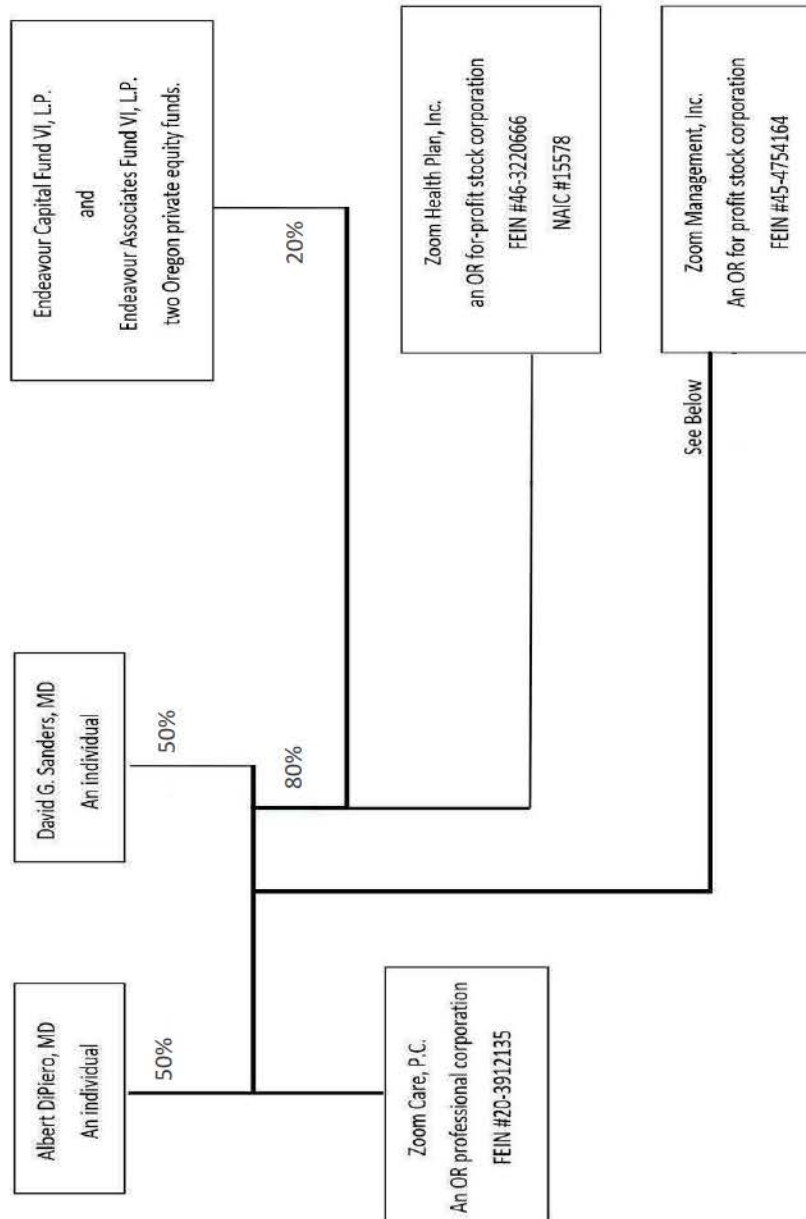 Albert DiPiero, MD
An individual
David G. Sanders, MD
An individual
Endeavour Capital Fund VI, L.P.
and
Endeavour Associates Fund VI, L.P.
two Oregon private equity funds.
50%
50%
80%
20%
Zoom Care, P.C.
An OR professional corporation
FEIN #20-3912135
Zoom Health Plan, Inc.
an OR for-profit stock corporation
FEIN #46-3220666
NAIC #15578
See Below
Zoom Management, Inc.
An OR for profit stock corporation
FEIN #45-4754164